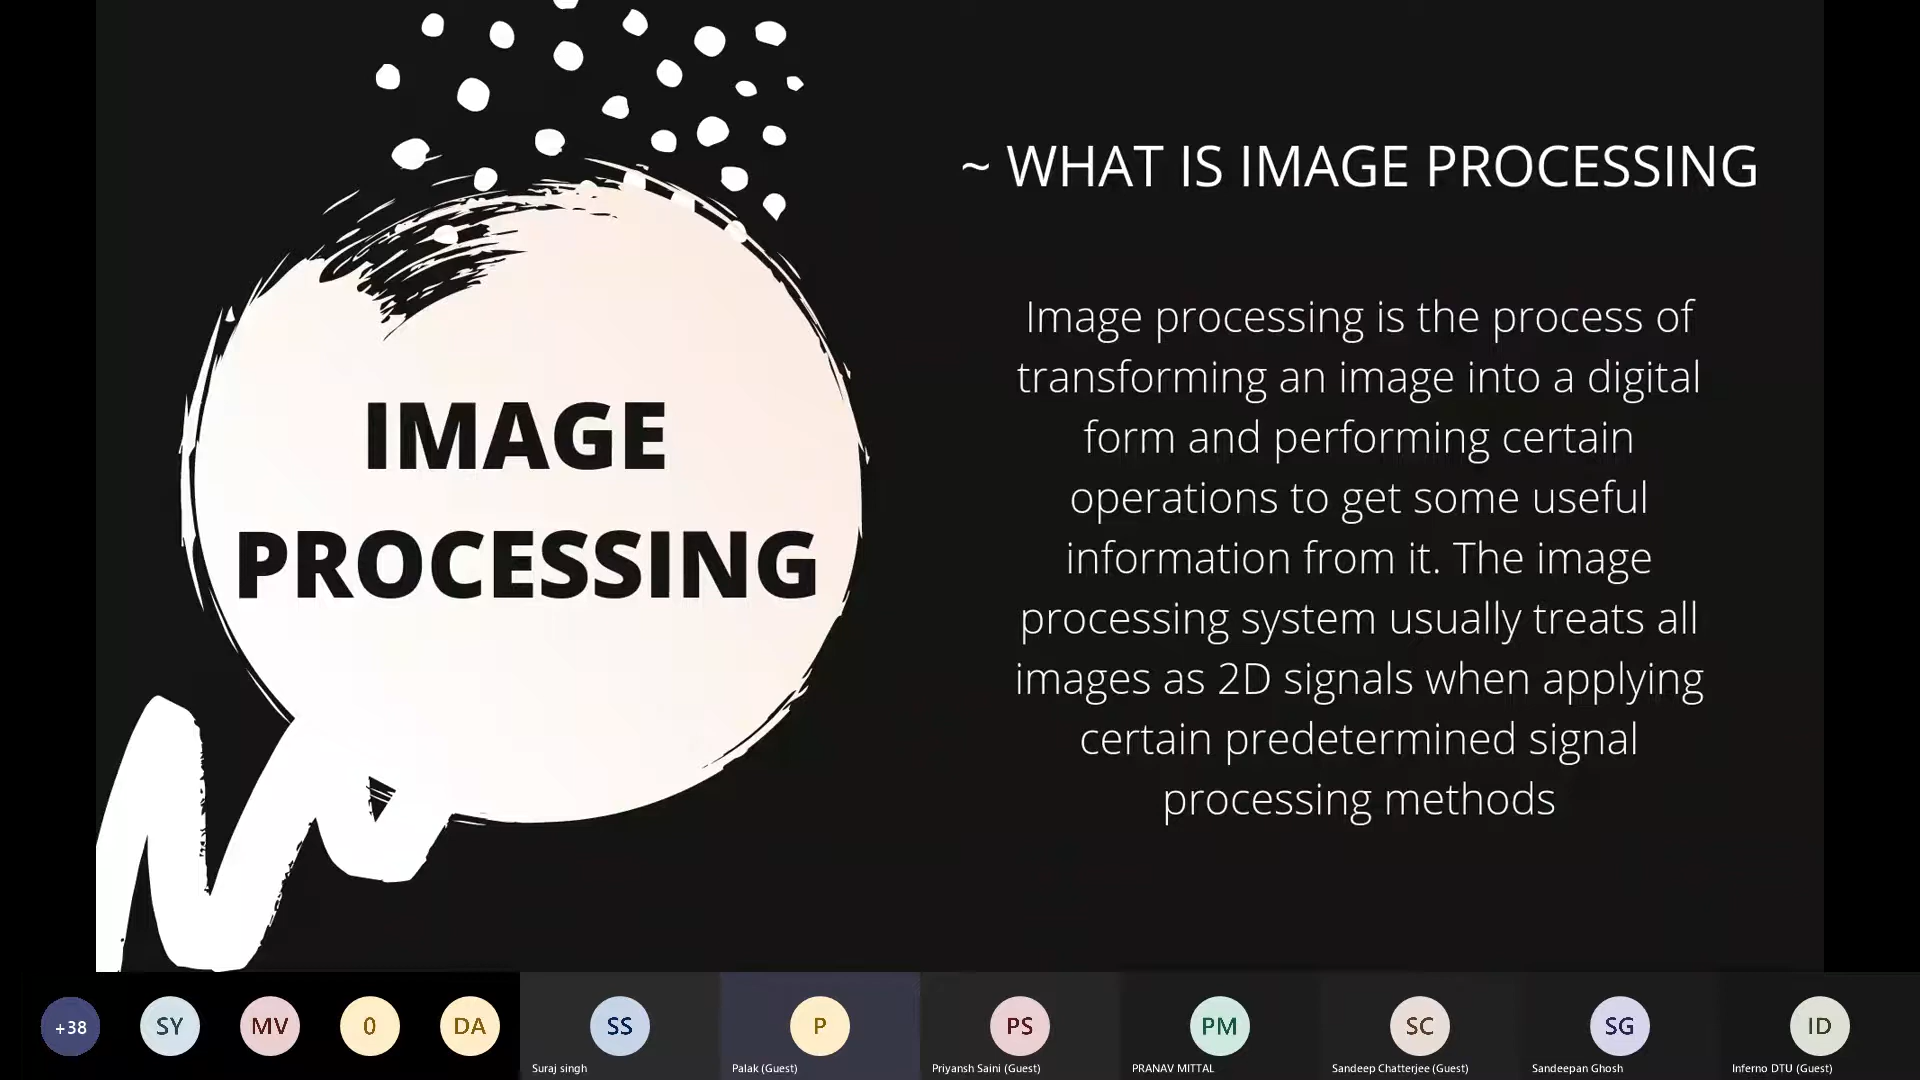 IMAGE
PROCESSING
~ WHAT IS IMAGE PROCESSING
Image processing is the process of
transforming an image into a digital
form and performing certain
operations to get some useful
information from it. The image
processing system usually treats all
images as 2D signals when applying
certain predetermined signal
processing methods
+38
SY
MV
0
DA
SS
P
PS
PM
SC
SG
ID
Suraj singh
Palak (Guest)
Priyansh Saini (Guest)
PRANAV MITTAL
Sandeep Chatterjee (Guest)
Sandeepan Ghosh
Inferno DTU (Guest)